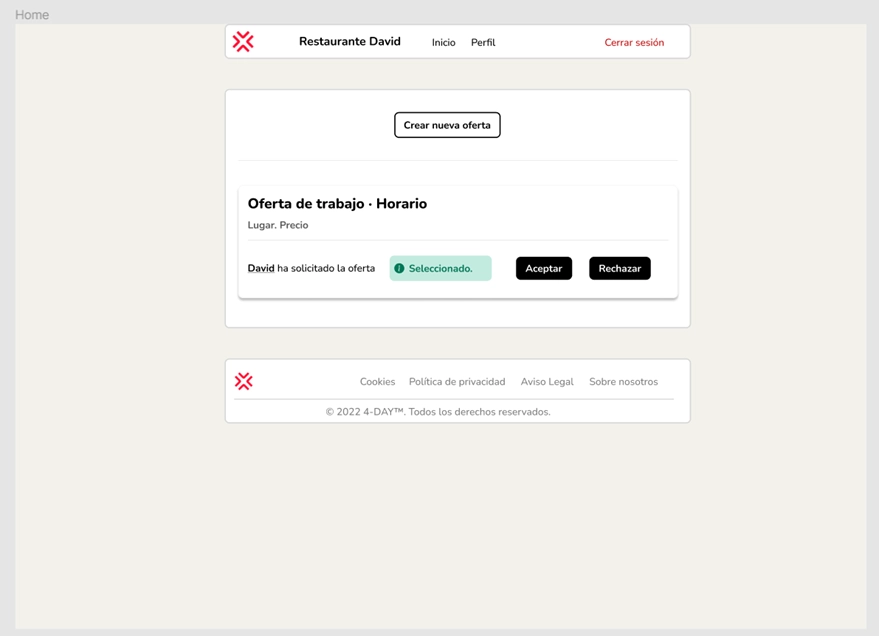 Home
Restaurante David Inicio Perfil Cerrar sesión
Crear nueva oferta
Oferta de trabajo · Horario
Lugar. Precio
David ha solicitado la oferta Seleccionado. Aceptar Rechazar
Cookies Política de privacidad Aviso Legal Sobre nosotros
© 2022 4-DAY™. Todos los derechos reservados.